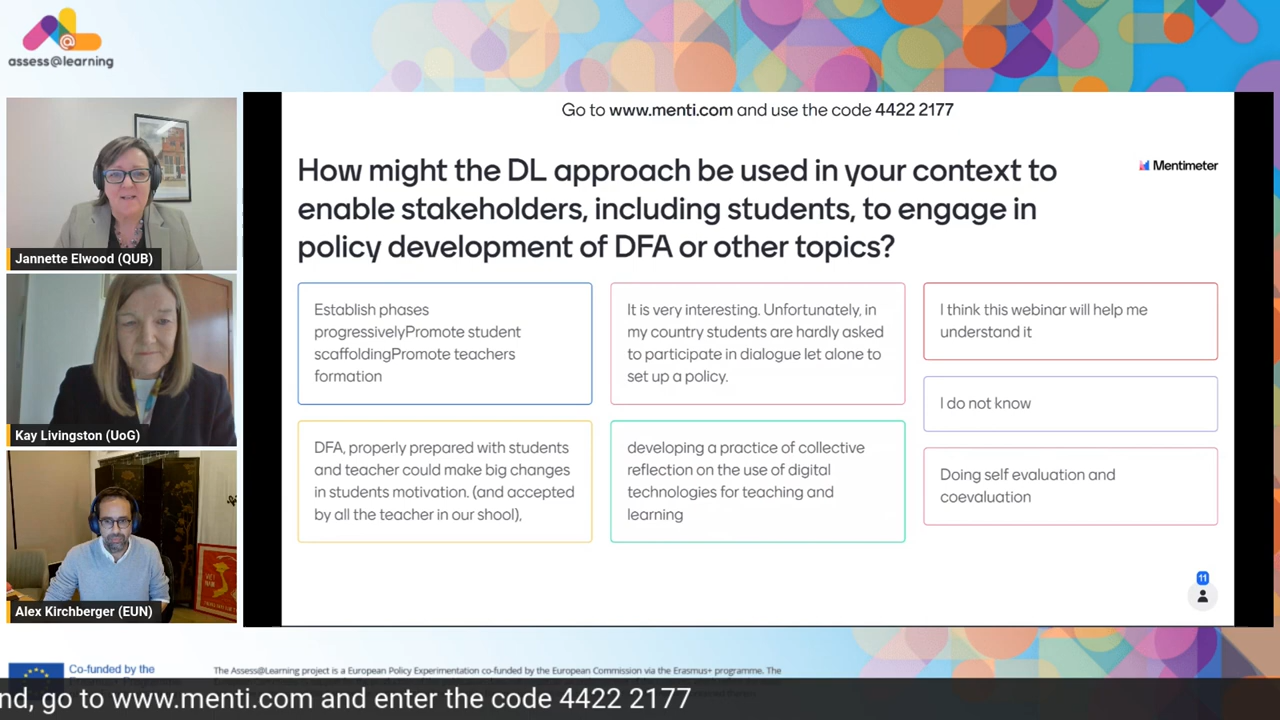 assess@learning
Jannette Elwood (QUB)
Kay Livingston (UoG)
Alex Kirchberger (EUN)
Go to www.menti.com and use the code 4422 2177
How might the DL approach be used in your context to
enable stakeholders, including students, to engage in
policy development of DFA or other topics?
Mentimeter
Establish phases
progressivelyPromote student
scaffoldingPromote teachers
formation
It is very interesting. Unfortunately, in
my country students are hardly asked
to participate in dialogue let alone to
set up a policy.
I think this webinar will help me
understand it
I do not know
DFA, properly prepared with students
and teacher could make big changes
in students motivation. (and accepted
by all the teacher in our shool),
developing a practice of collective
reflection on the use of digital
technologies for teaching and
learning
Doing self evaluation and
coevaluation
11
Co-funded by the
The Assess@Learning project is a European Policy Experimentation co-funded by the European Commission via the Erasmus+ programme. The
nd, go to www.menti.com and enter the code 4422 2177